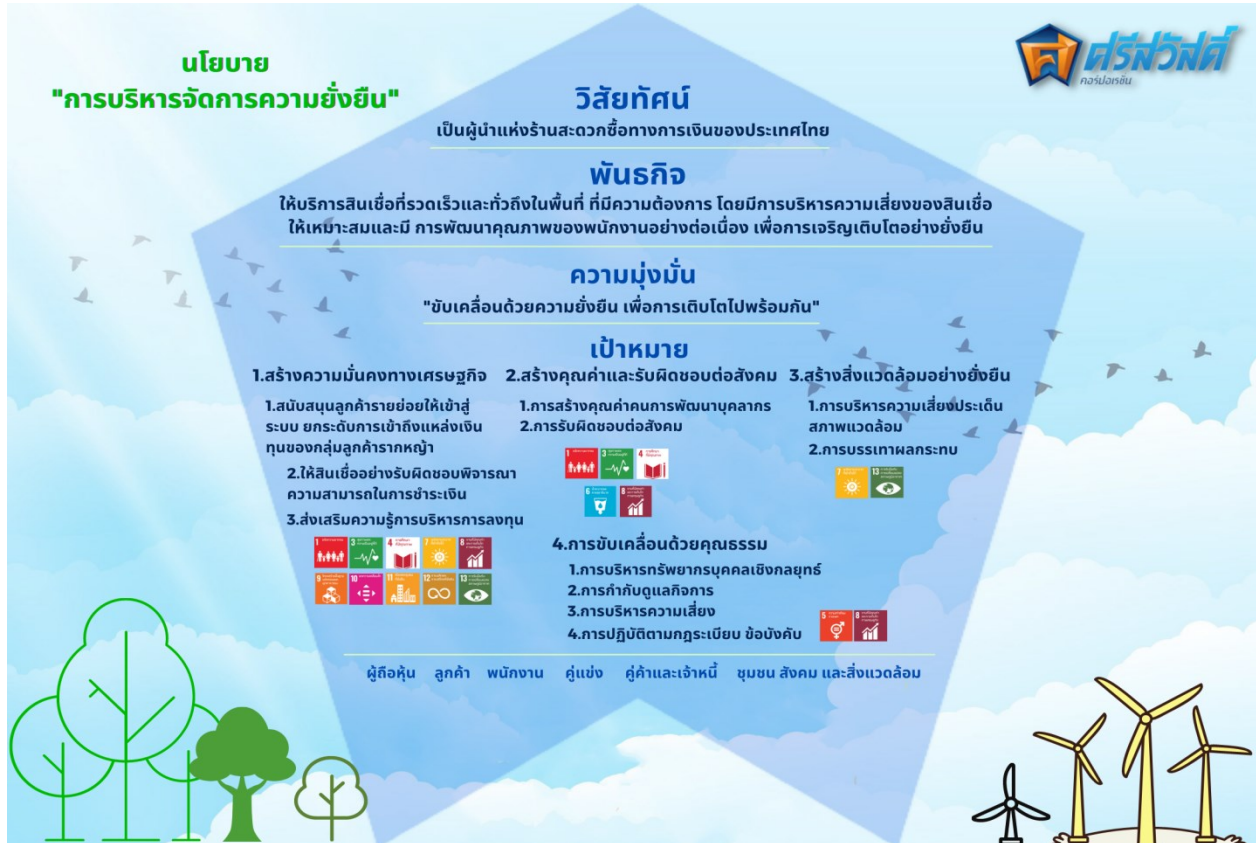 นโยบาย
"การบริหารจัดการความยั่งยืน"
ศรีสวัสดิ์
คอร์ปอเรชัน
วิสัยทัศน์
เป็นผู้นำแห่งร้านสะดวกซื้อทางการเงินของประเทศไทย
พันธกิจ
ให้บริการสินเชื่อที่รวดเร็วและทั่วถึงในพื้นที่ ที่มีความต้องการ โดยมีการบริหารความเสี่ยงของสินเชื่อ
ให้เหมาะสมและมี การพัฒนาคุณภาพของพนักงานอย่างต่อเนื่อง เพื่อการเจริญเติบโตอย่างยั่งยืน
ความมุ่งมั่น
"ขับเคลื่อนด้วยความยั่งยืน เพื่อการเติบโตไปพร้อมกัน"
เป้าหมาย
1.สร้างความมั่นคงทางเศรษฐกิจ
1.สนับสนุนลูกค้ารายย่อยให้เข้าสู่
ระบบ ยกระดับการเข้าถึงแหล่งเงิน
ทุนของกลุ่มลูกค้ารากหญ้า
2.ให้สินเชื่ออย่างรับผิดชอบพิจารณา
ความสามารถในการชำระเงิน
3.ส่งเสริมความรู้การบริหารการลงทุน
1
3
4
7
8
9
10
11
12
13
2.สร้างคุณค่าและรับผิดชอบต่อสังคม
1.การสร้างคุณค่าคนการพัฒนาบุคลากร
2.การรับผิดชอบต่อสังคม
1
3
4
6
8
3.สร้างสิ่งแวดล้อมอย่างยั่งยืน
1.การบริหารความเสี่ยงประเด็น
สภาพแวดล้อม
2.การบรรเทาผลกระทบ
7
13
4.การขับเคลื่อนด้วยคุณธรรม
1.การบริหารทรัพยากรบุคคลเชิงกลยุทธ์
2.การกำกับดูแลกิจการ
3.การบริหารความเสี่ยง
4.การปฏิบัติตามกฎระเบียบ ข้อบังคับ
5
8
ผู้ถือหุ้น ลูกค้า พนักงาน คู่แข่ง คู่ค้าและเจ้าหนี้ ชุมชน สังคม และสิ่งแวดล้อม